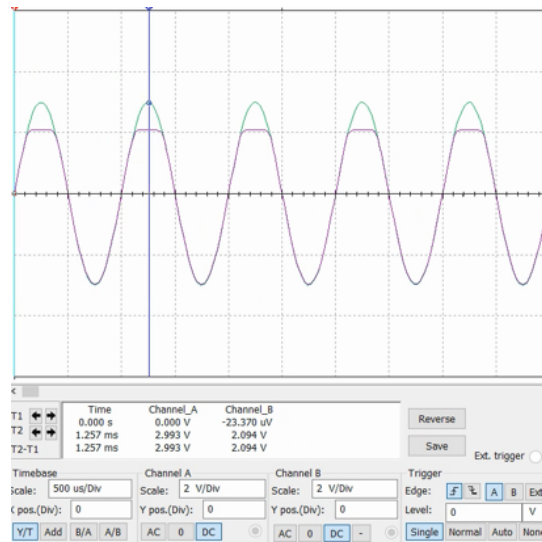 T1
T2
T2-T1
Time Channel_A Channel_B
0.000 s 0.000 V -23.370 uV
1.257 ms 2.993 V 2.094 V
1.257 ms 2.993 V 2.094 V
Reverse
Save
Ext. trigger
Timebase
Scale: 500 us/Div
X pos.(Div): 0
Y/T Add B/A A/B
Channel A
Scale: 2 V/Div
Y pos.(Div): 0
AC 0 DC
Channel B
Scale: 2 V/Div
Y pos.(Div): 0
AC 0 DC -
Trigger
Edge: A B Ext
Level: 0 V
Single Normal Auto None